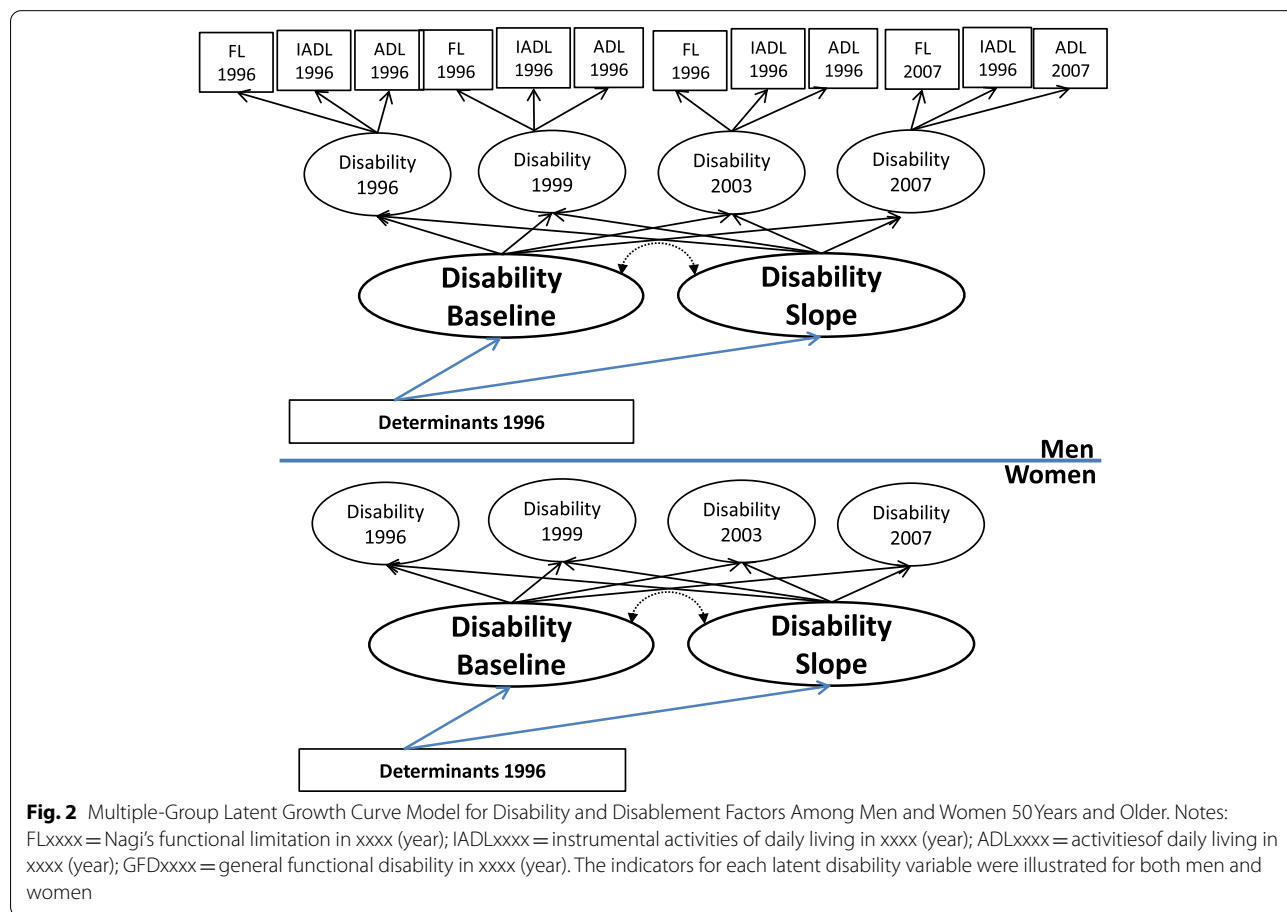 FL IADL ADL FL IADL ADL FL IADL ADL FL IADL ADL
1996 1996 1996 1996 1996 1996 1996 1996 1996 2007 1996 2007
Disability Disability Disability Disability
1996 1999 2003 2007
Disability Disability
Baseline Slope
Determinants 1996
Men
Women
Disability Disability Disability Disability
1996 1999 2003 2007
Disability Disability
Baseline Slope
Determinants 1996
Fig. 2 Multiple-Group Latent Growth Curve Model for Disability and Disablement Factors Among Men and Women 50 Years and Older. Notes:
FLxxxx = Nagi's functional limitation in xxxx (year); IADLxxxx = instrumental activities of daily living in xxxx (year); ADLxxxx = activitiesof daily living in
xxxx (year); GFDxxxx = general functional disability in xxxx (year). The indicators for each latent disability variable were illustrated for both men and
women